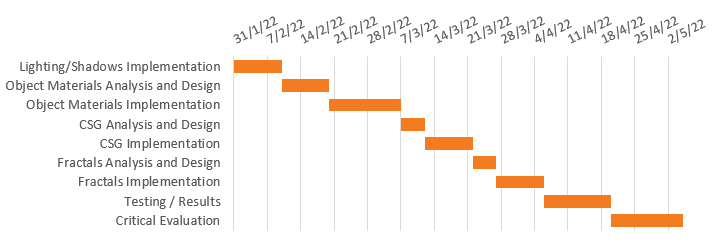 31/1/22
7/2/22
14/2/22
21/2/22
28/2/22
7/3/22
14/3/22
21/3/22
28/3/22
4/4/22
11/4/22
18/4/22
25/4/22
2/5/22
Lighting/Shadows Implementation
Object Materials Analysis and Design
Object Materials Implementation
CSG Analysis and Design
CSG Implementation
Fractals Analysis and Design
Fractals Implementation
Testing / Results
Critical Evaluation